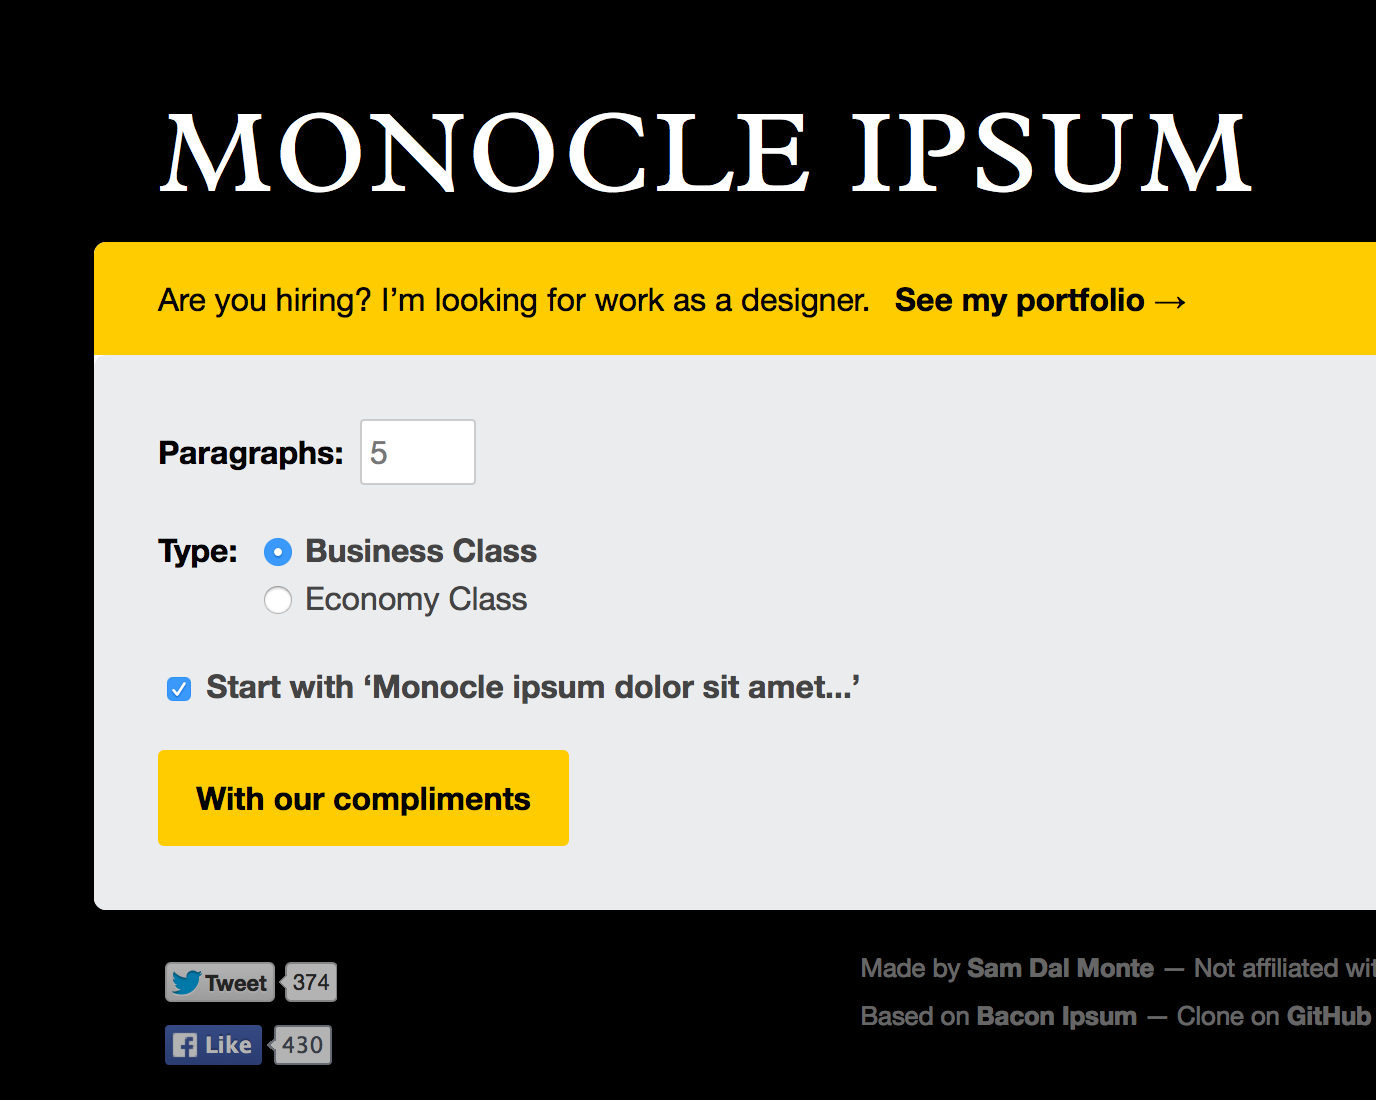 MONOCLE IPSUM
Are you hiring? I’m looking for work as a designer. See my portfolio →
Paragraphs: 5
Type: Business Class
Economy Class
Start with ‘Monocle ipsum dolor sit amet...’
With our compliments
Tweet 374
Like 430
Made by Sam Dal Monte — Not affiliated
Based on Bacon Ipsum — Clone on GitHub